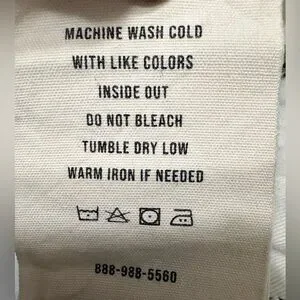 MACHINE WASH COLD
WITH LIKE COLORS
INSIDE OUT
DO NOT BLEACH
TUMBLE DRY LOW
WARM IRON IF NEEDED
888-988-5560